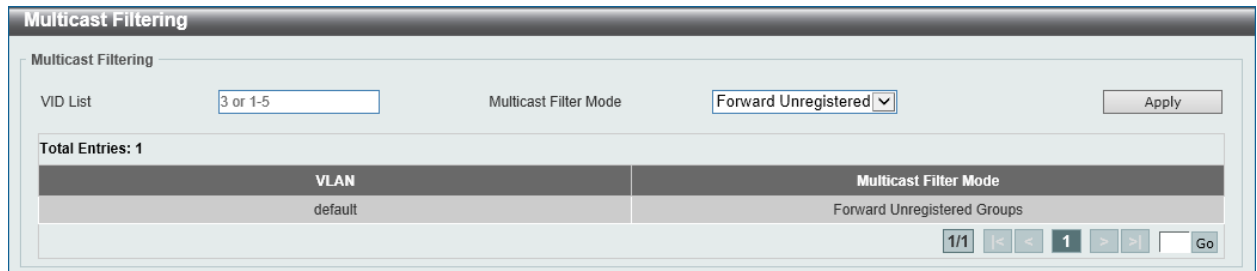 Multicast Filtering
Multicast Filtering
VID List 3 or 1-5 Multicast Filter Mode Forward Unregistered Apply
Total Entries: 1
VLAN Multicast Filter Mode
default Forward Unregistered Groups
1/1 |< < 1 > >| Go